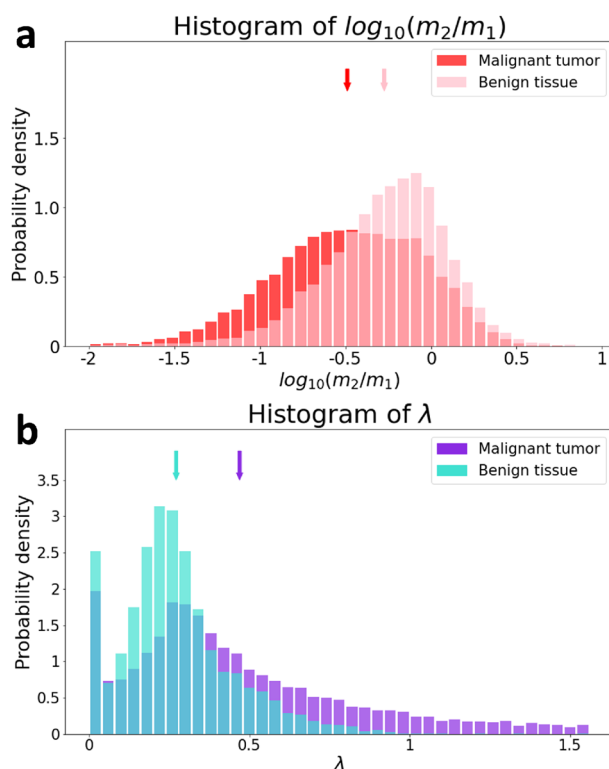 a
Histogram of log₁₀(m₂/m₁)
Malignant tumor
Benign tissue
Probability density
1.5
1.0
0.5
0
-2 -1.5 -1 -0.5 0 0.5 1
log₁₀(m₂/m₁)
b
Histogram of λ
Malignant tumor
Benign tissue
Probability density
3.5
3
2.5
2
1.5
1
0.5
0
0 0.5 1 1.5
λ